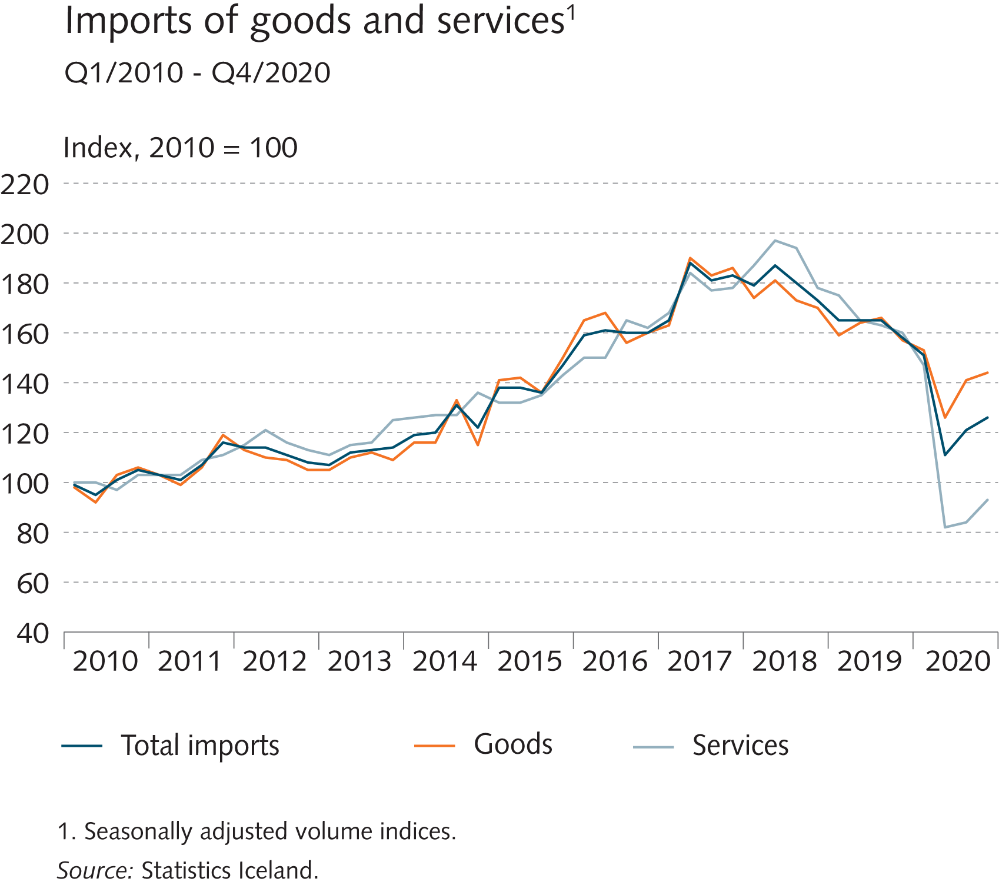 Imports of goods and services¹
Q1/2010 - Q4/2020
Index, 2010 = 100
220
200
180
160
140
120
100
80
60
40
2010 2011 2012 2013 2014 2015 2016 2017 2018 2019 2020
Total imports Goods Services
1. Seasonally adjusted volume indices.
Source: Statistics Iceland.